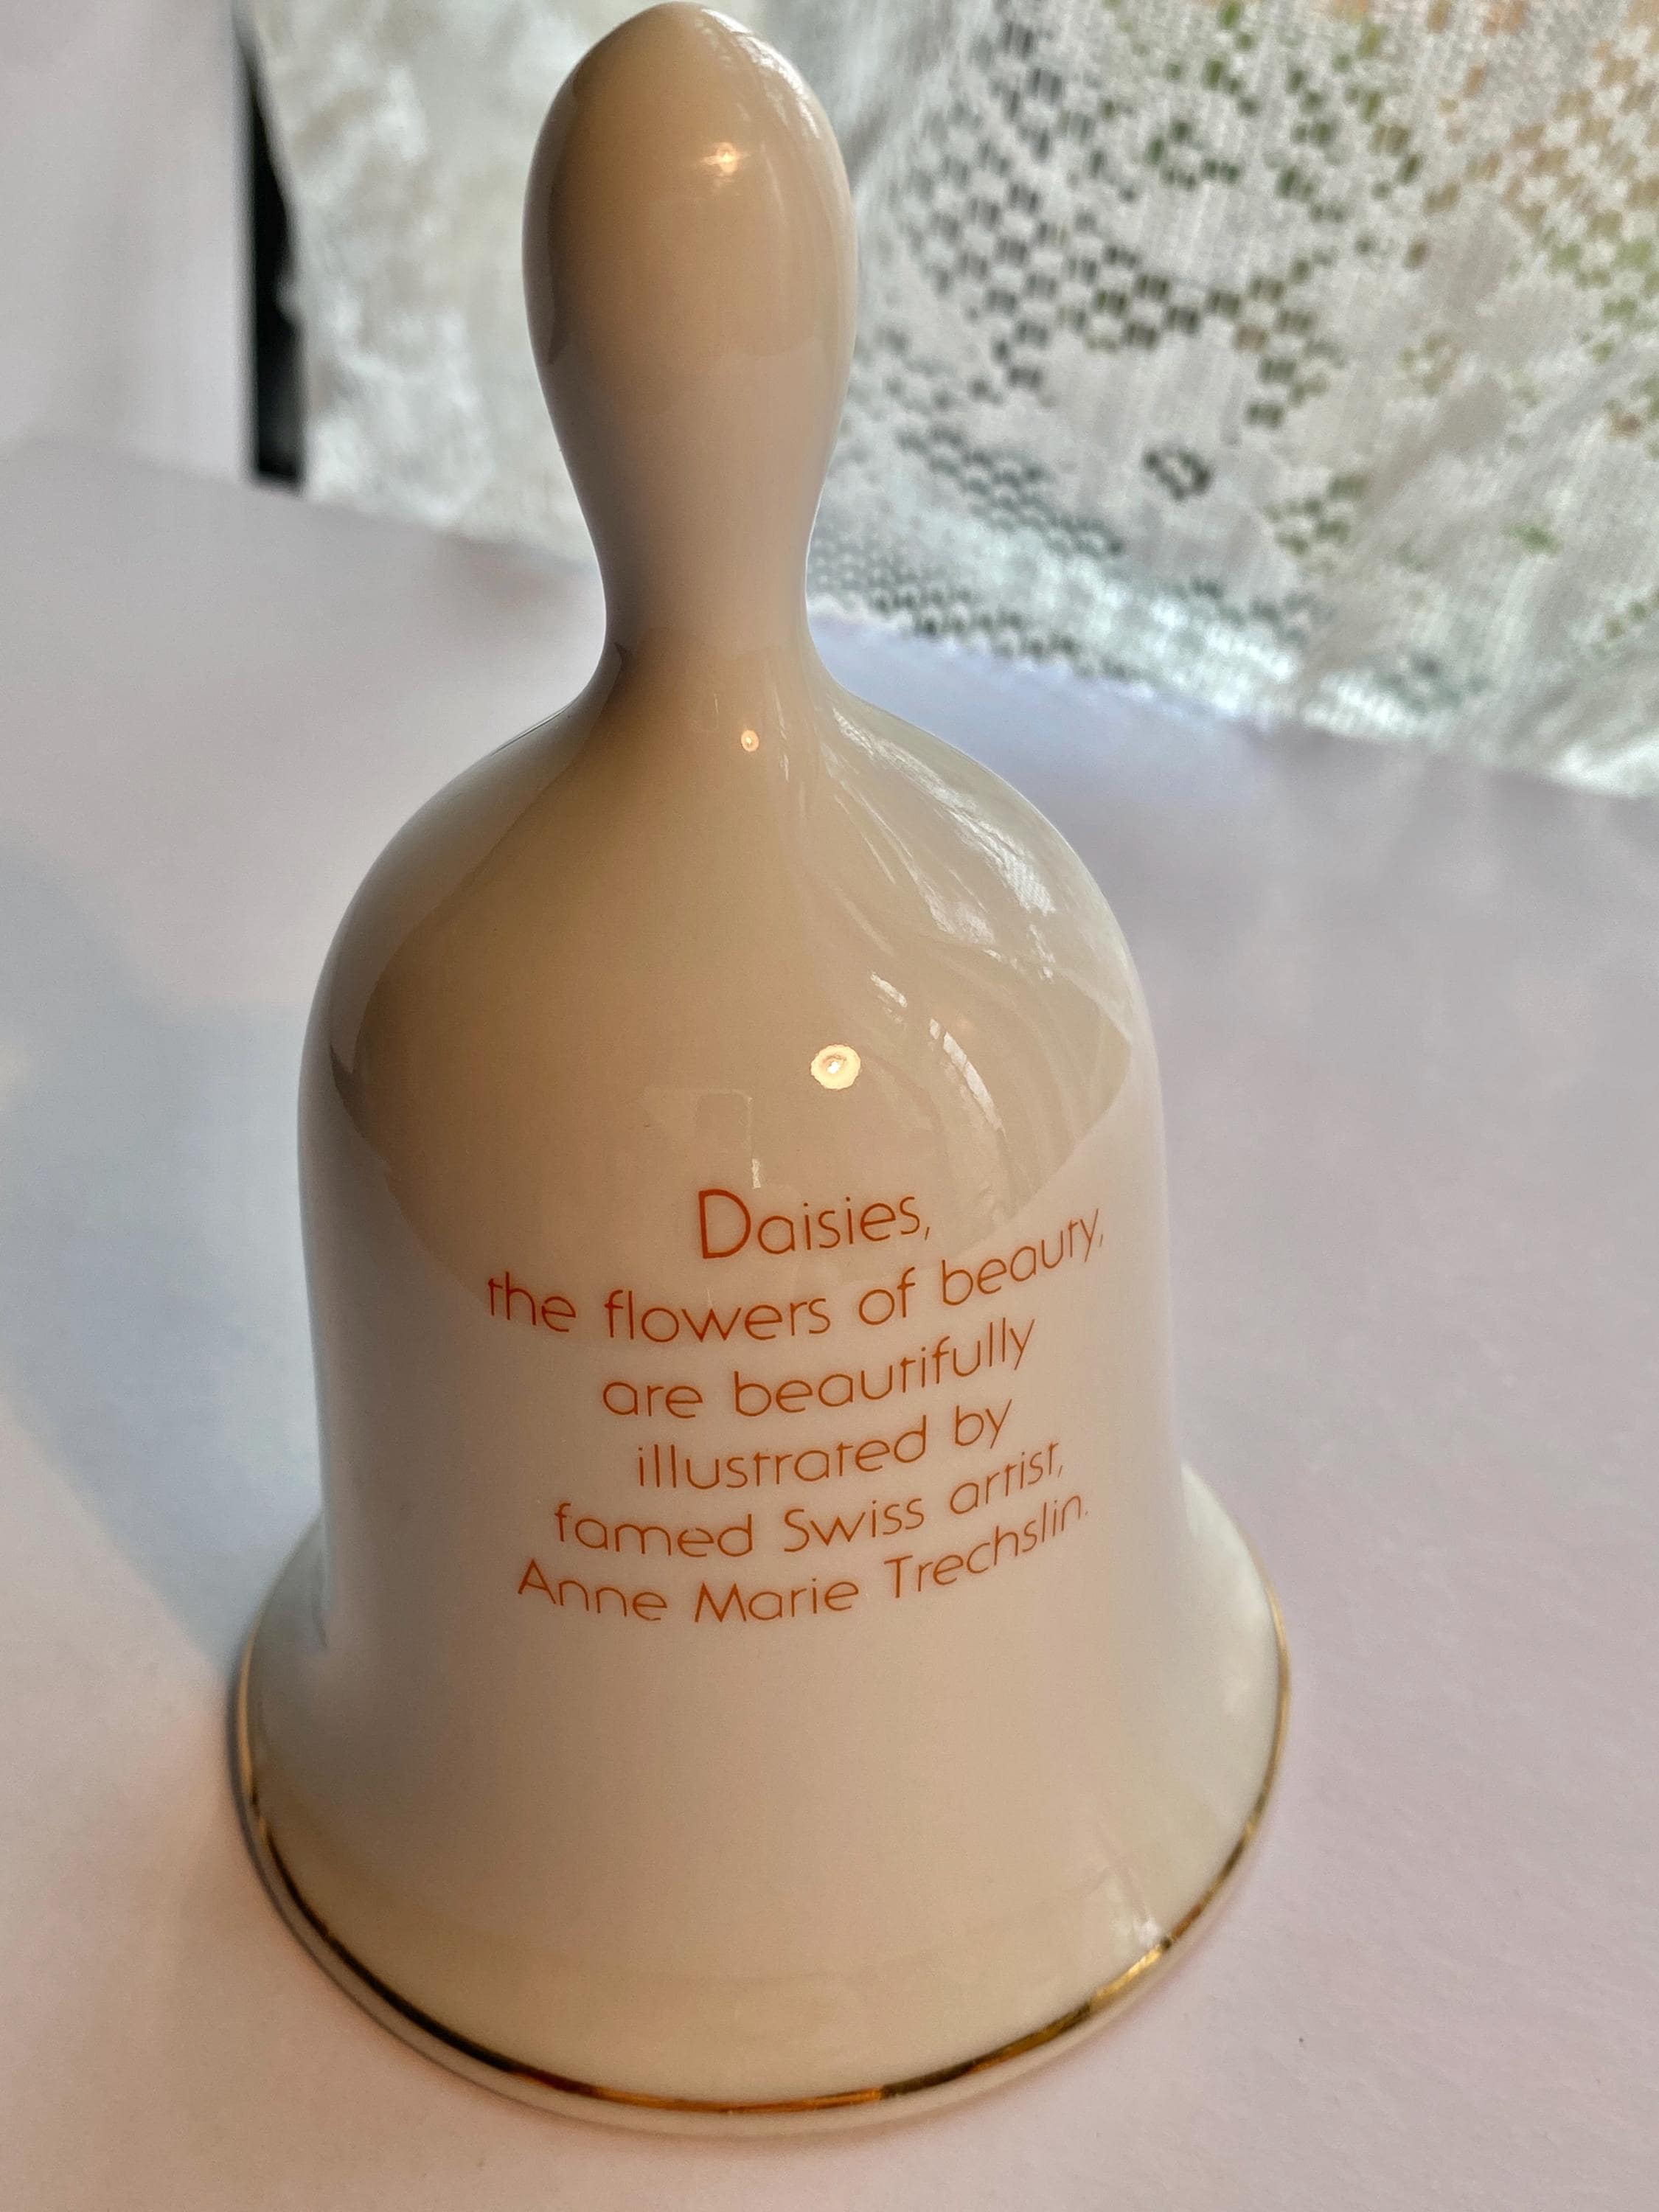 Daisies,
the flowers of beauty,
are beautifully
illustrated by
famed Swiss artist,
Anne Marie Trechslin.